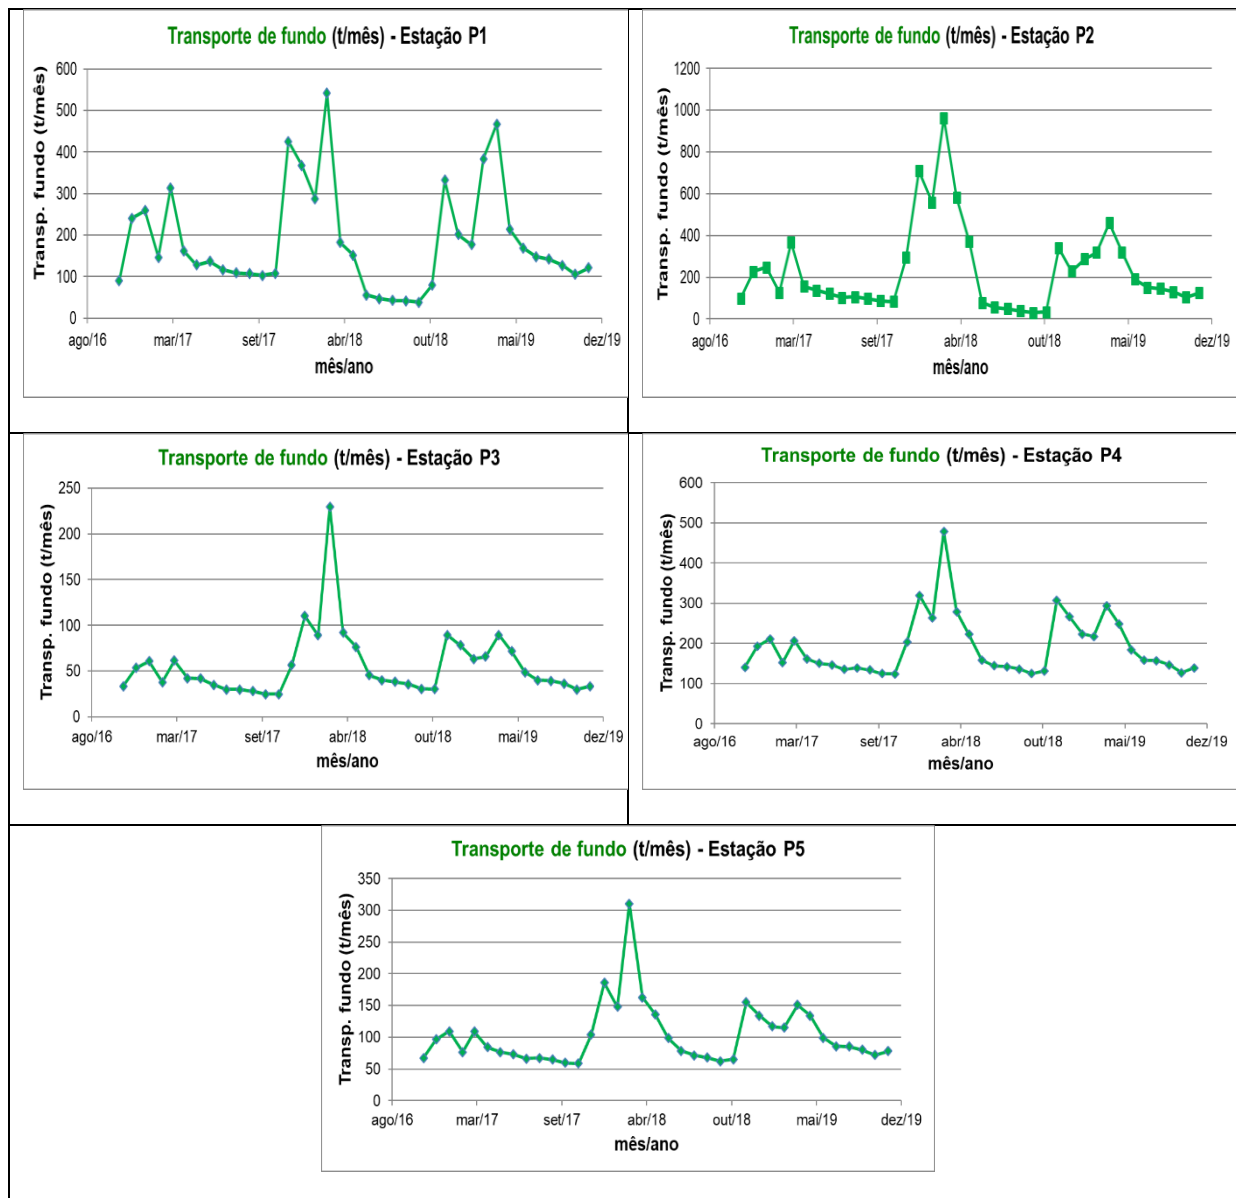 Transporte de fundo (t/mês) - Estação P1
Transp. fundo (t/mês)
600
500
400
300
200
100
0
ago/16 mar/17 set/17 abr/18 out/18 mai/19 dez/19
mês/ano
Transporte de fundo (t/mês) - Estação P2
Transp. fundo (t/mês)
1200
1000
800
600
400
200
0
ago/16 mar/17 set/17 abr/18 out/18 mai/19 dez/19
mês/ano
Transporte de fundo (t/mês) - Estação P3
Transp. fundo (t/mês)
250
200
150
100
50
0
ago/16 mar/17 set/17 abr/18 out/18 mai/19 dez/19
mês/ano
Transporte de fundo (t/mês) - Estação P4
Transp. fundo (t/mês)
600
500
400
300
200
100
0
ago/16 mar/17 set/17 abr/18 out/18 mai/19 dez/19
mês/ano
Transporte de fundo (t/mês) - Estação P5
Transp. fundo (t/mês)
350
300
250
200
150
100
50
0
ago/16 mar/17 set/17 abr/18 out/18 mai/19 dez/19
mês/ano